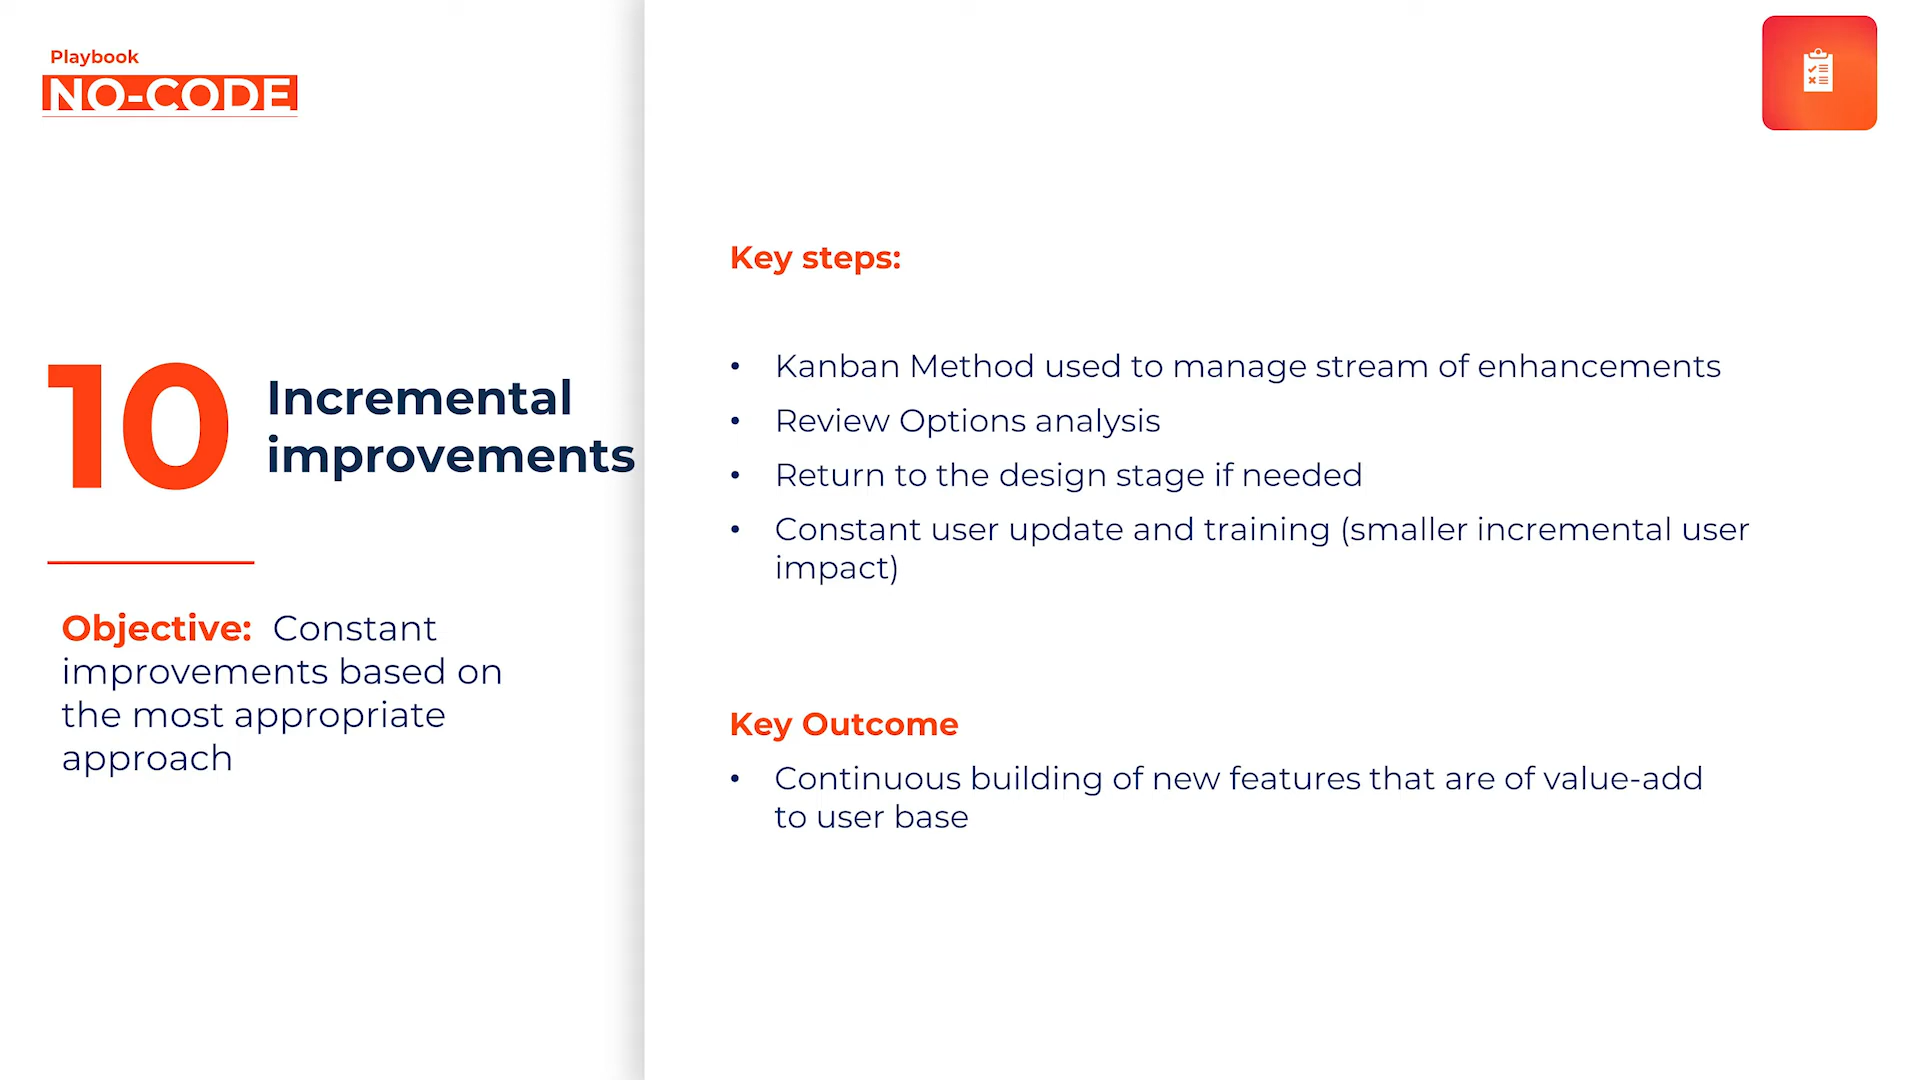 Playbook
NO-CODE
10
Incremental
improvements
Objective: Constant
improvements based on
the most appropriate
approach
Key steps:
• Kanban Method used to manage stream of enhancements
• Review Options analysis
• Return to the design stage if needed
• Constant user update and training (smaller incremental user
impact)
Key Outcome
• Continuous building of new features that are of value-add
to user base